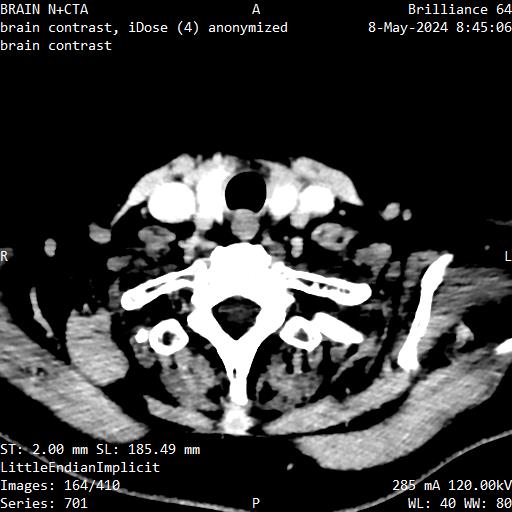 BRAIN N+CTA
brain contrast, iDose (4) anonymized
brain contrast
A
Brilliance 64
8-May-2024 8:45:06
R
L
ST: 2.00 mm SL: 185.49 mm
LittleEndianImplicit
Images: 164/410
Series: 701
P
285 mA 120.00kV
WL: 40 WW: 80